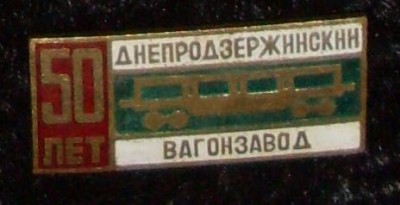 50
ЛЕТ
ДНЕПРОДЗЕРЖИНСКИЙ
ВАГОНЗАВОД